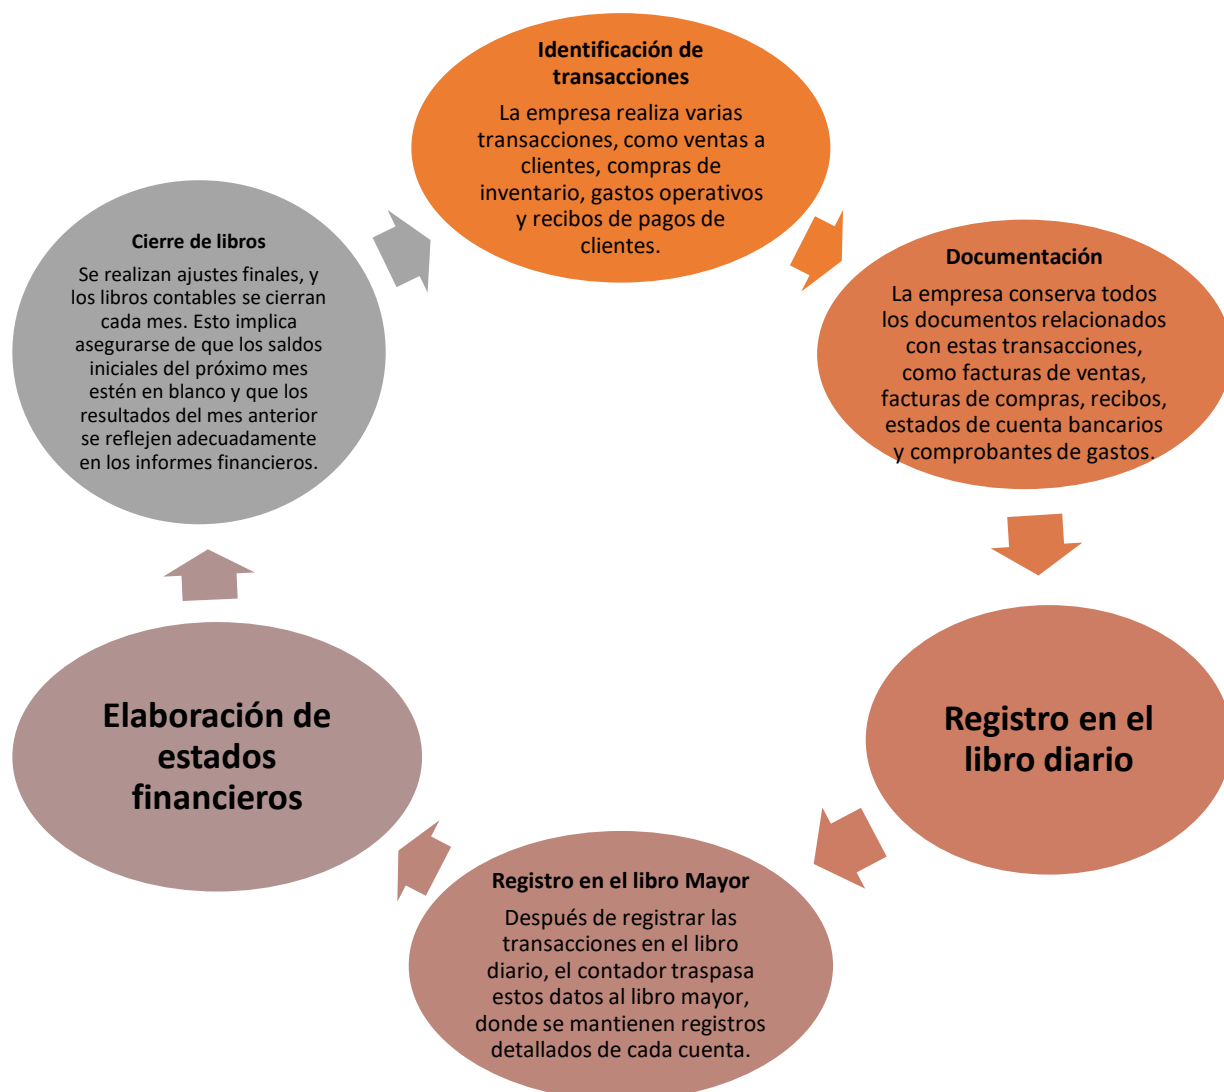 Identificación de
transacciones
La empresa realiza varias
transacciones, como ventas a
clientes, compras de
inventario, gastos operativos
y recibos de pagos de
clientes.
Documentación
La empresa conserva todos
los documentos relacionados
con estas transacciones,
como facturas de ventas,
facturas de compras, recibos,
estados de cuenta bancarios
y comprobantes de gastos.
Registro en el
libro diario
Registro en el libro Mayor
Después de registrar las
transacciones en el libro
diario, el contador traspasa
estos datos al libro mayor,
donde se mantienen registros
detallados de cada cuenta.
Elaboración de
estados
financieros
Cierre de libros
Se realizan ajustes finales, y
los libros contables se cierran
cada mes. Esto implica
asegurarse de que los saldos
iniciales del próximo mes
estén en blanco y que los
resultados del mes anterior
se reflejen adecuadamente
en los informes financieros.